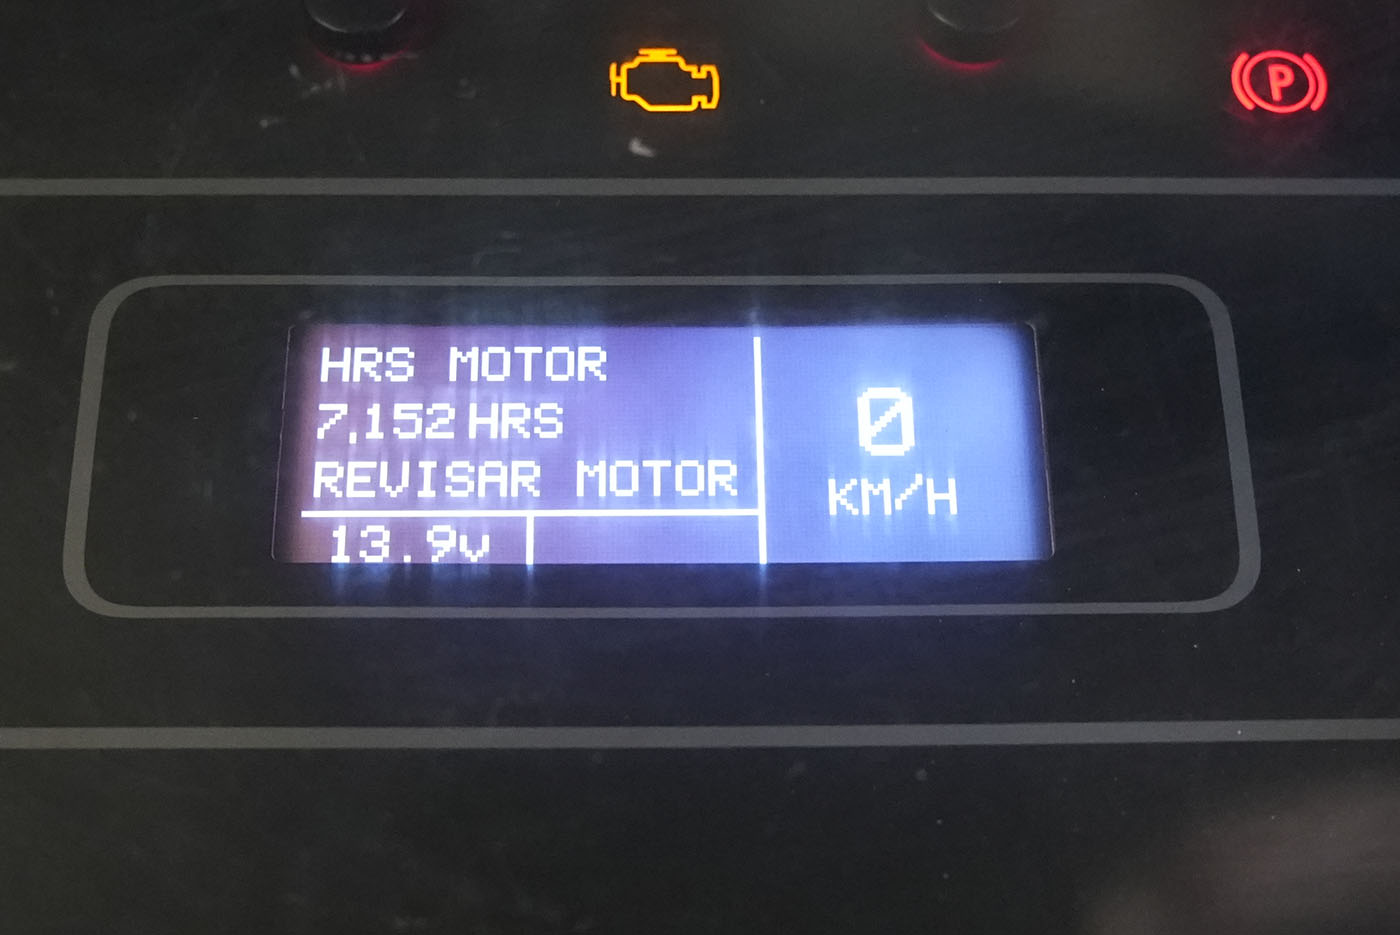 P
HRS MOTOR
7,152 HRS
REVISAR MOTOR
13.9v
0
KM/H